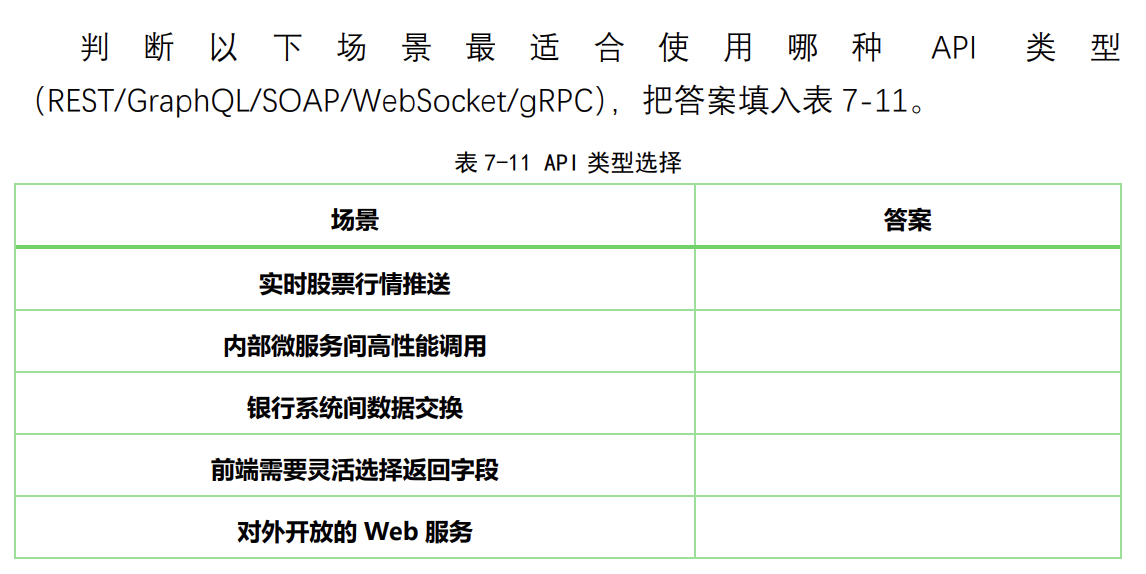 判断以下场景最适合使用哪种 API 类型
（REST/GraphQL/SOAP/WebSocket/gRPC），把答案填入表 7-11。
表 7-11 API 类型选择
场景 答案
实时股票行情推送
内部微服务间高性能调用
银行系统间数据交换
前端需要灵活选择返回字段
对外开放的 Web 服务